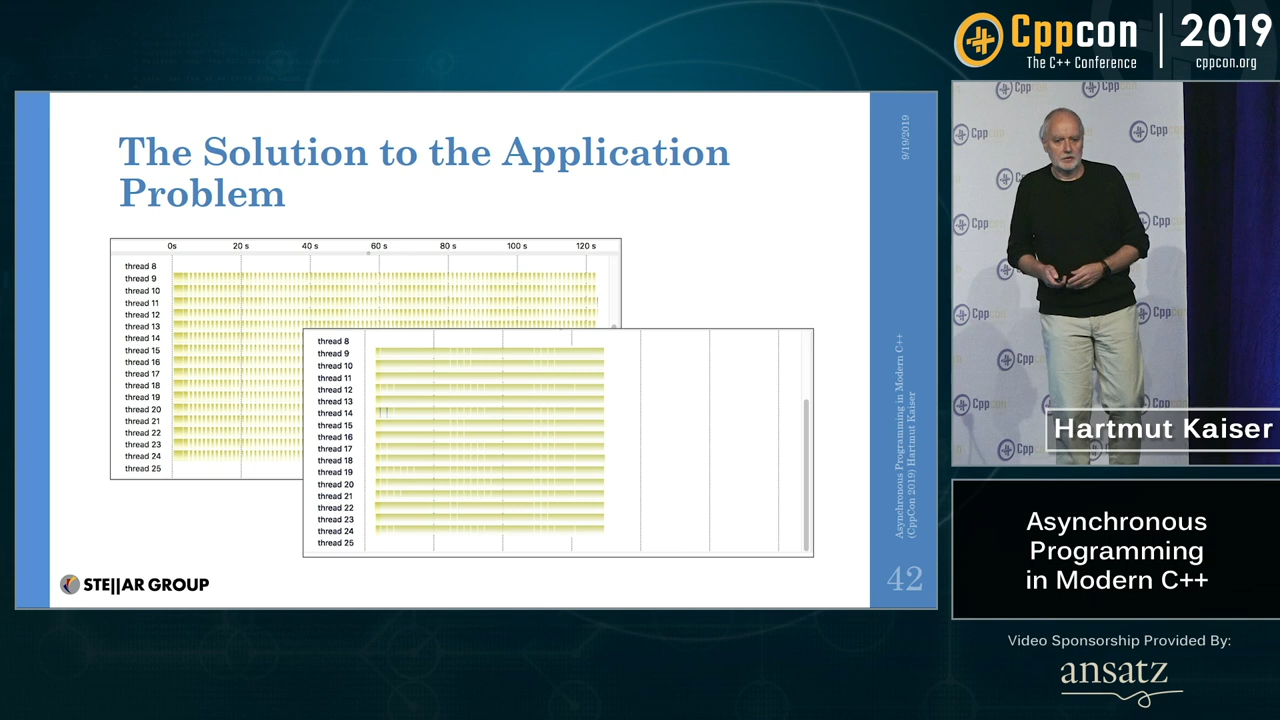 Cppcon
The C++ Conference
2019
cppcon.org
The Solution to the Application
Problem
0s 20 s 40 s 60 s 80 s 100 s 120 s
thread 8
thread 9
thread 10
thread 11
thread 12
thread 13
thread 14
thread 15
thread 16
thread 17
thread 18
thread 19
thread 20
thread 21
thread 22
thread 23
thread 24
thread 25
thread 8
thread 9
thread 10
thread 11
thread 12
thread 13
thread 14
thread 15
thread 16
thread 17
thread 18
thread 19
thread 20
thread 21
thread 22
thread 23
thread 24
thread 25
STE||AR GROUP
9/19/2019
Asynchronous Programming in Modern C++
(CppCon 2019) Hartmut Kaiser
42
Hartmut Kaiser
Asynchronous
Programming
in Modern C++
Video Sponsorship Provided By:
ansatz